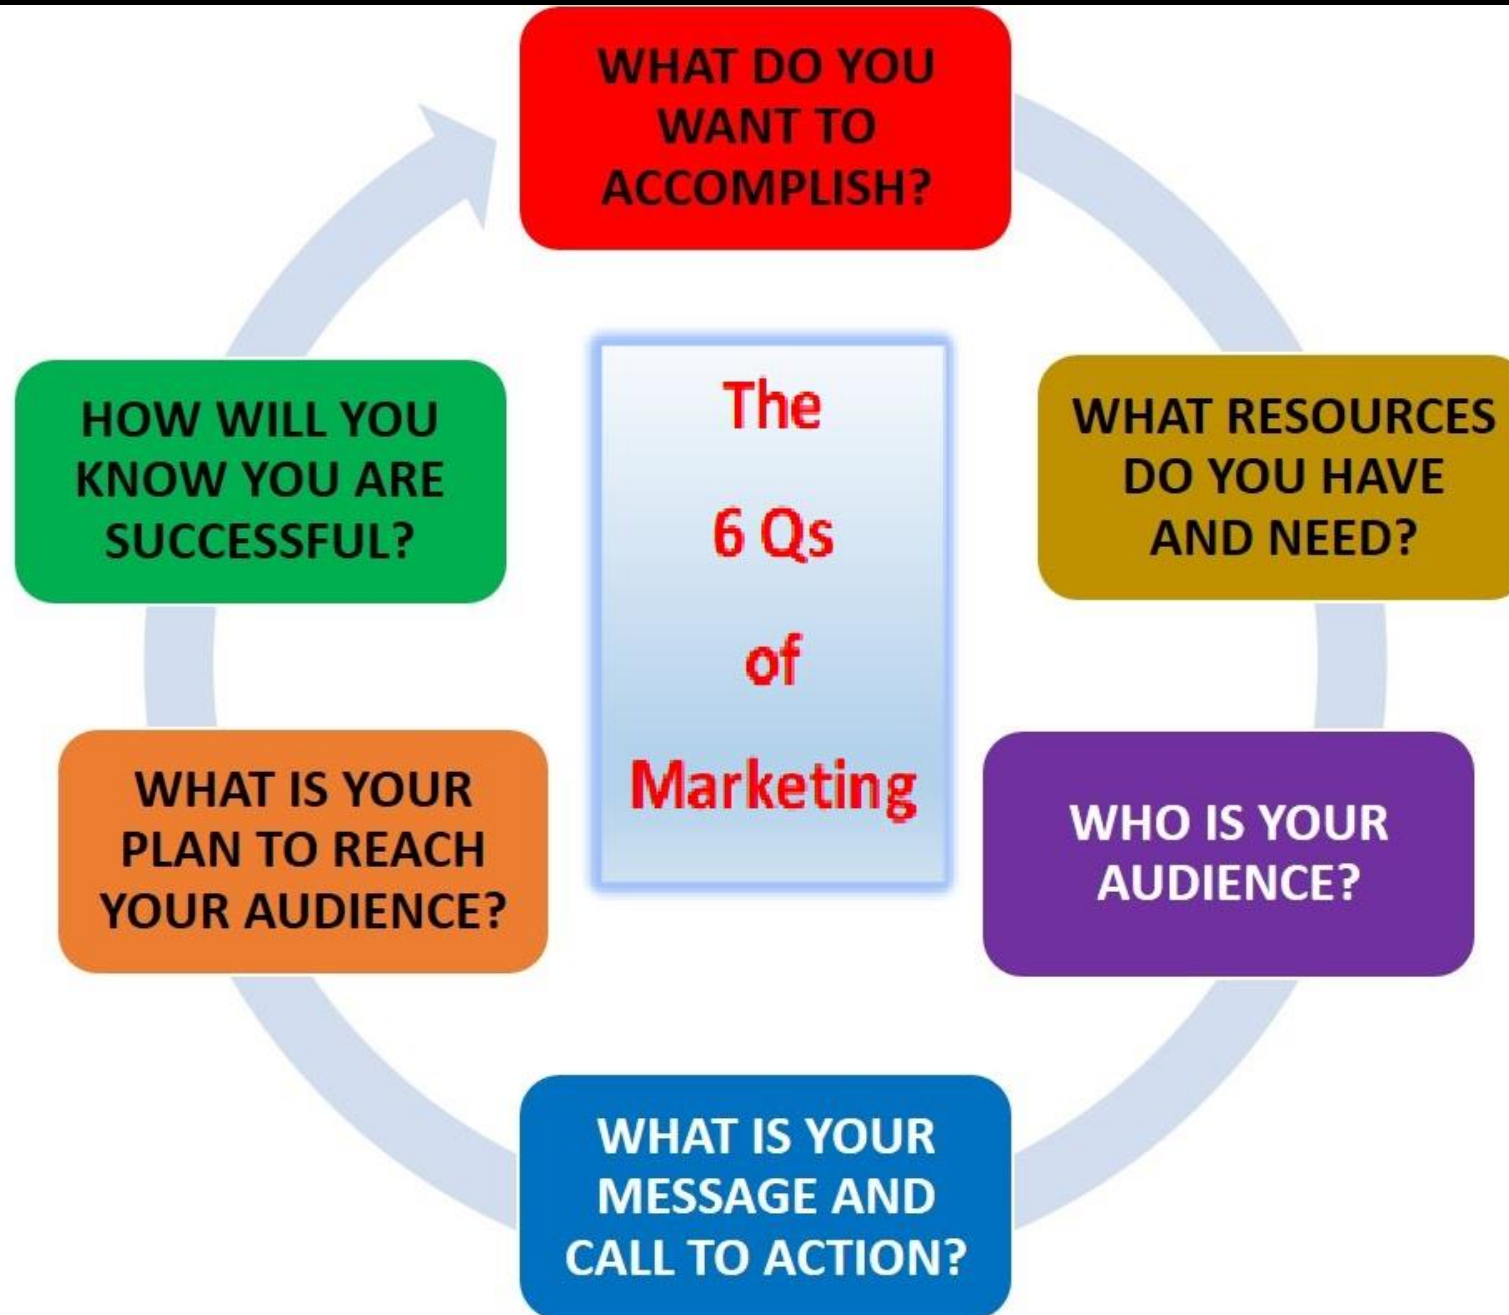 WHAT DO YOU
WANT TO
ACCOMPLISH?
WHAT RESOURCES
DO YOU HAVE
AND NEED?
WHO IS YOUR
AUDIENCE?
WHAT IS YOUR
MESSAGE AND
CALL TO ACTION?
WHAT IS YOUR
PLAN TO REACH
YOUR AUDIENCE?
HOW WILL YOU
KNOW YOU ARE
SUCCESSFUL?
The
6 Qs
of
Marketing